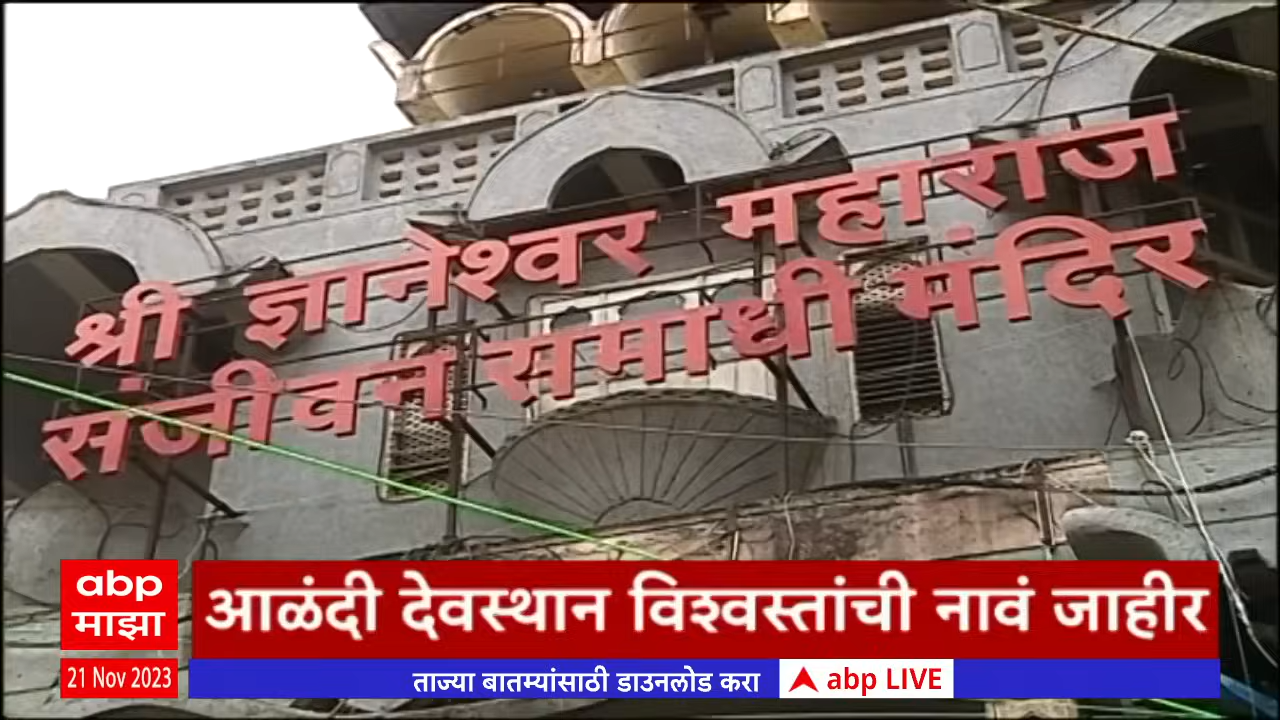 श्री ज्ञानेश्वर महाराज
संजीवन समाधी मंदिर
abp
माझा
आळंदी देवस्थान विश्वस्तांची नावं जाहीर
21 Nov 2023
ताज्या बातम्यांसाठी डाउनलोड करा
abp LIVE